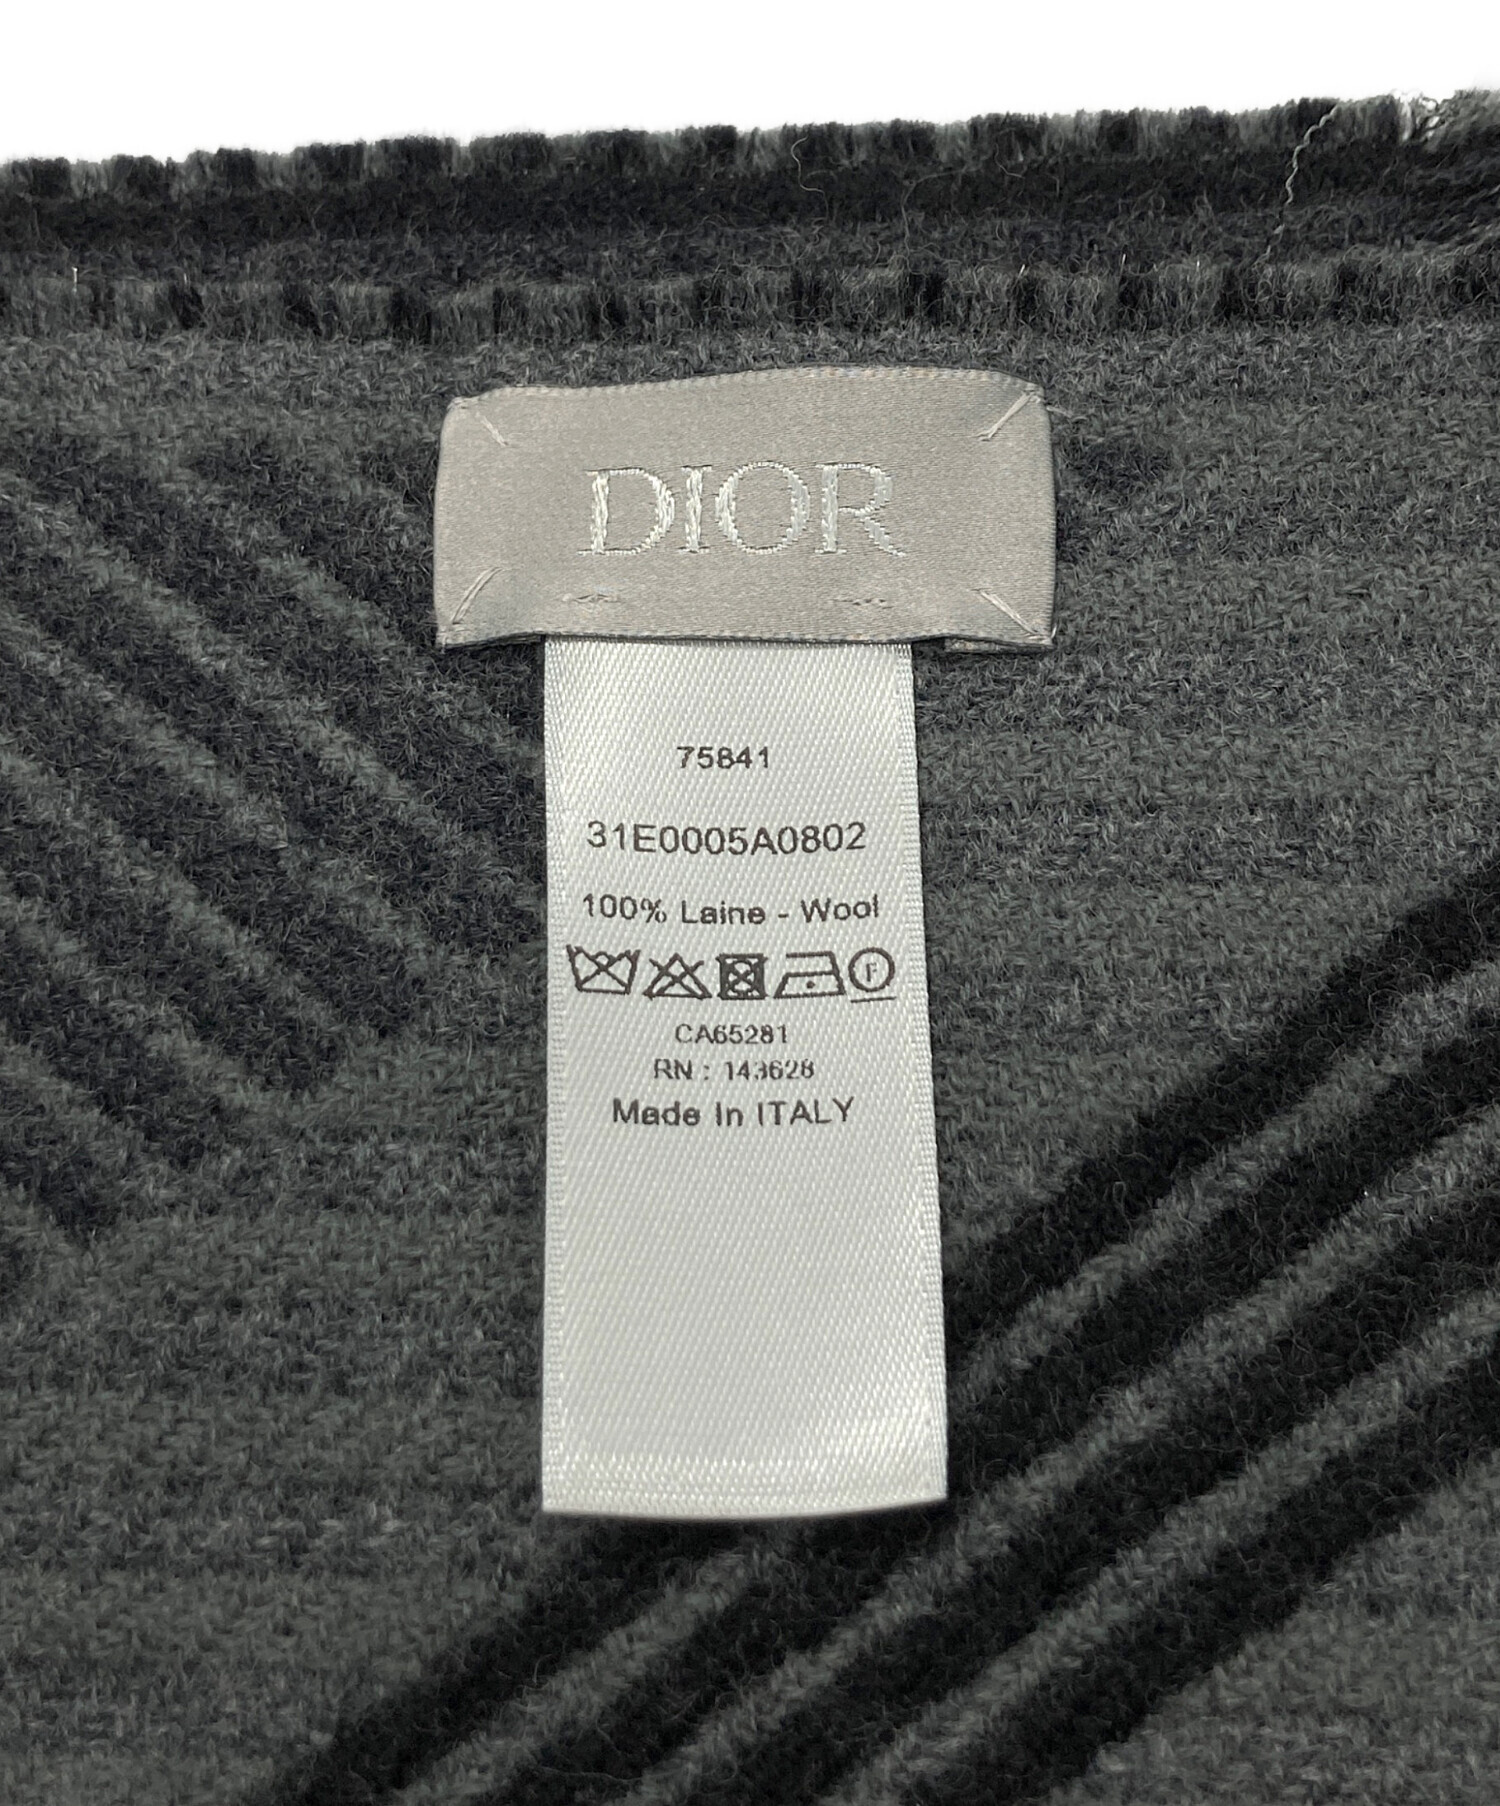 DIOR
75841
31E0005A0802
100% Laine - Wool
F
CA65281
RN : 143628
Made In ITALY